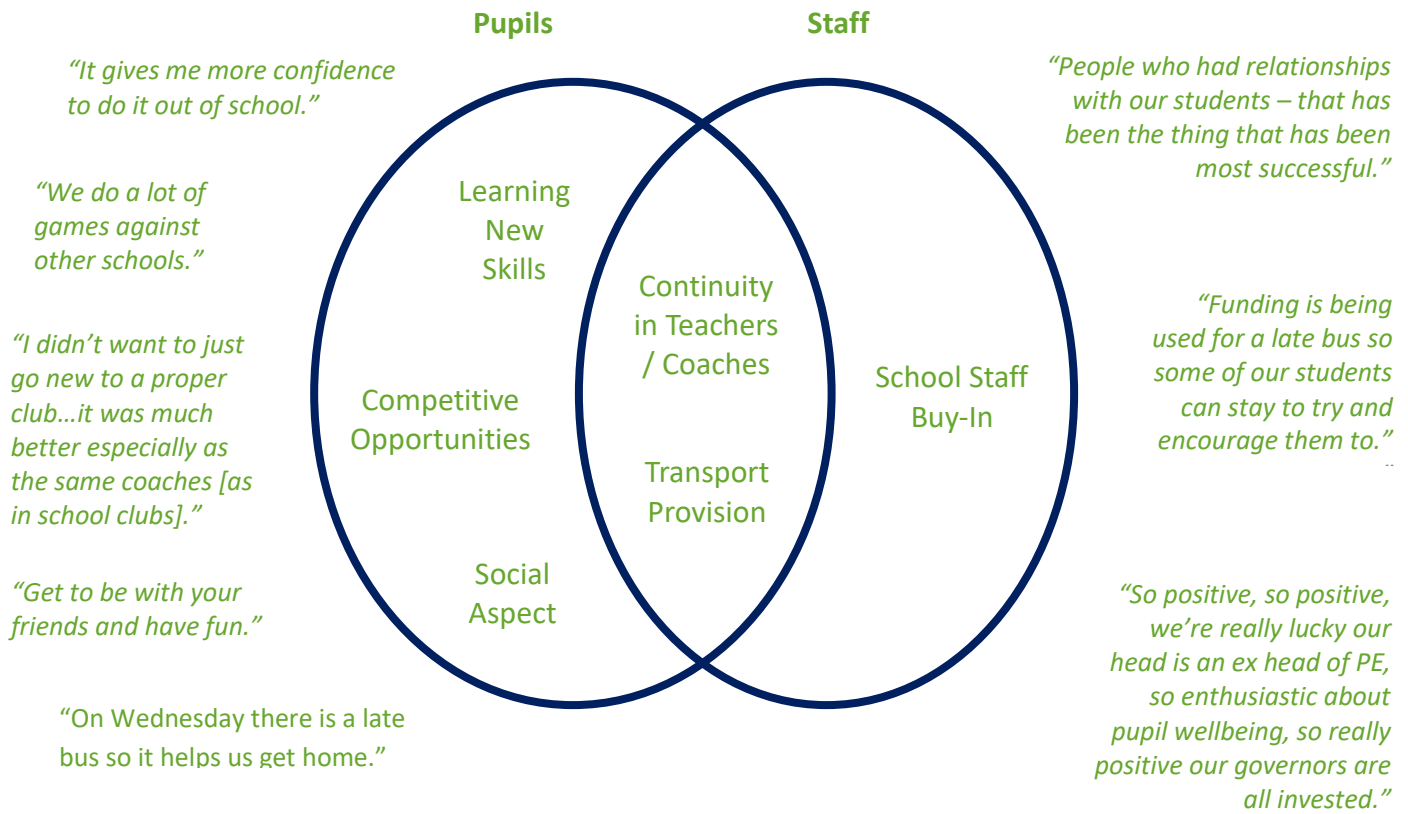 Pupils
Staff
“It gives me more confidence
to do it out of school.”
“We do a lot of
games against
other schools.”
“I didn’t want to just
go new to a proper
club…it was much
better especially as
the same coaches [as
in school clubs].”
“Get to be with your
friends and have fun.”
“On Wednesday there is a late
bus so it helps us get home.”
Learning
New
Skills
Competitive
Opportunities
Social
Aspect
Continuity
in Teachers
/ Coaches
Transport
Provision
School Staff
Buy-In
“People who had relationships
with our students – that has
been the thing that has been
most successful.”
“Funding is being
used for a late bus so
some of our students
can stay to try and
encourage them to.”
”
“So positive, so positive,
we’re really lucky our
head is an ex head of PE,
so enthusiastic about
pupil wellbeing, so really
positive our governors are
all invested.”